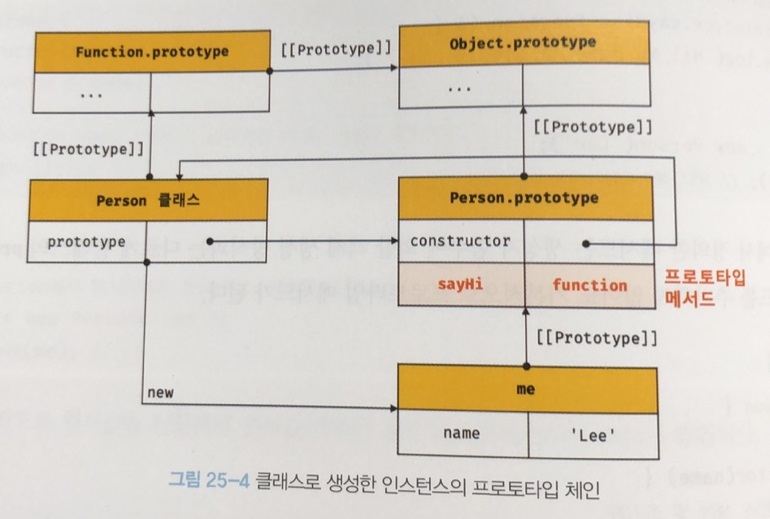 Function.prototype
...
[[Prototype]]
Object.prototype
...
[[Prototype]]
[[Prototype]]
Person 클래스
prototype
Person.prototype
constructor
sayHi function
프로토타입
메서드
[[Prototype]]
new
me
name 'Lee'
그림 25-4 클래스로 생성한 인스턴스의 프로토타입 체인